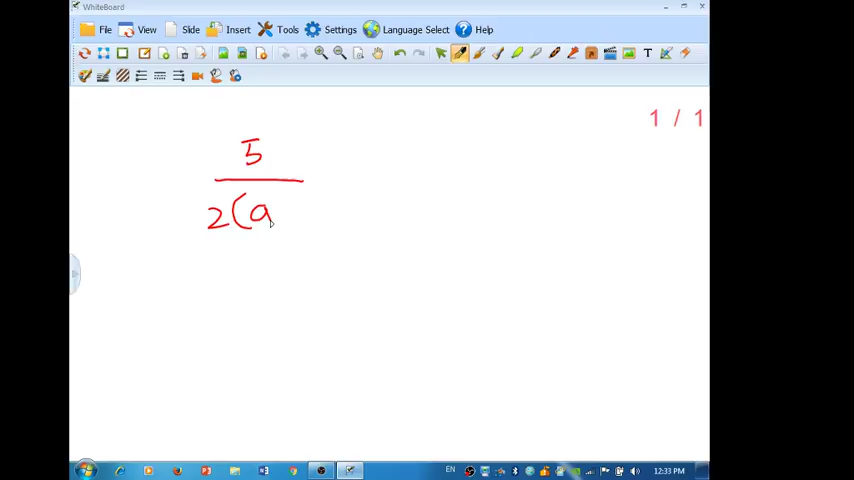 WhiteBoard
File View Slide Insert Tools Settings Language Select Help
1 / 1
5
2(a
EN 12:33 PM